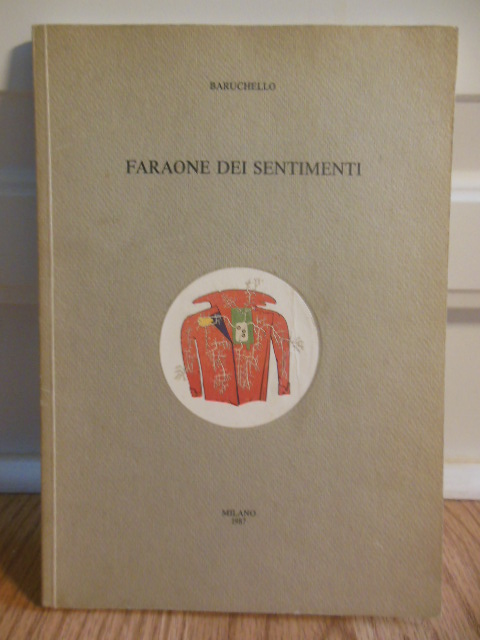 BARUCHELLO
FARAONE DEI SENTIMENTI
MILANO
1987